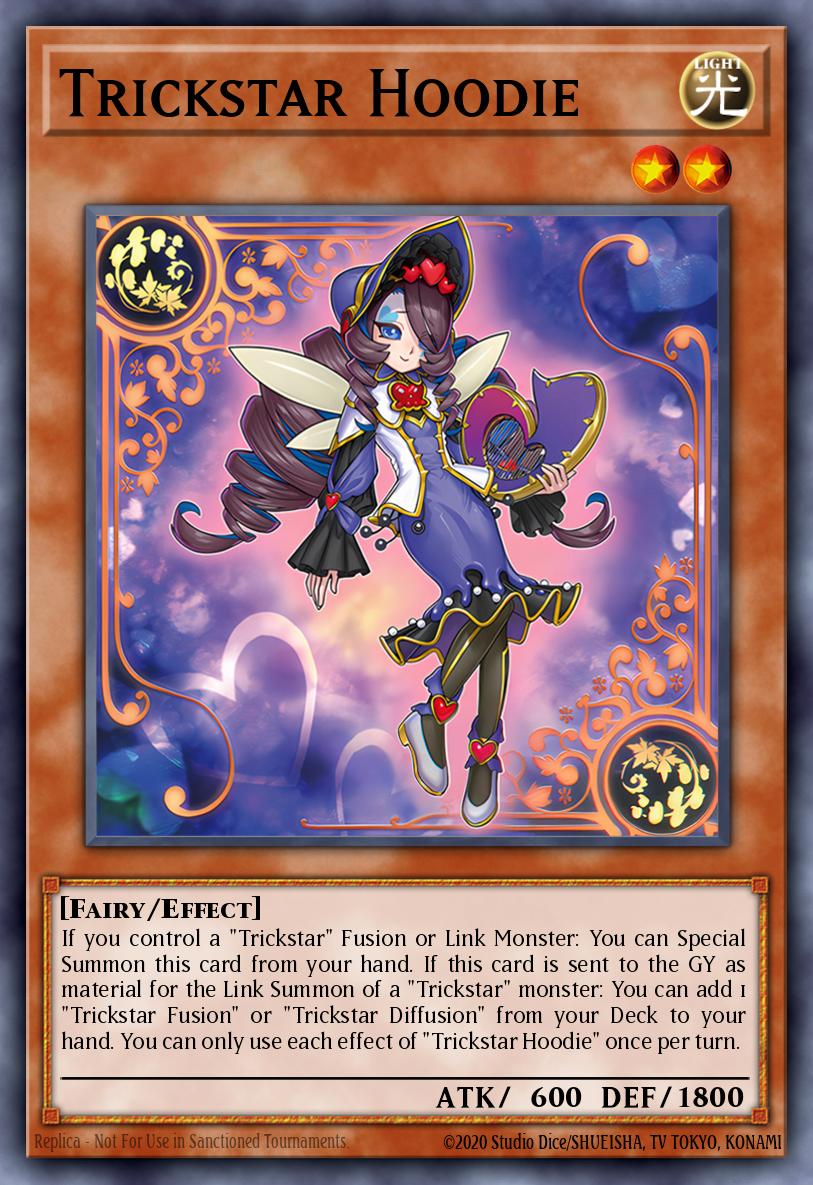 Trickstar Hoodie
LIGHT
光
[Fairy/Effect]
If you control a "Trickstar" Fusion or Link Monster: You can Special
Summon this card from your hand. If this card is sent to the GY as
material for the Link Summon of a "Trickstar" monster: You can add 1
"Trickstar Fusion" or "Trickstar Diffusion" from your Deck to your
hand. You can only use each effect of "Trickstar Hoodie" once per turn.
ATK/ 600 DEF/1800
Replica - Not For Use in Sanctioned Tournaments.
©2020 Studio Dice/SHUEISHA, TV TOKYO, KONAMI